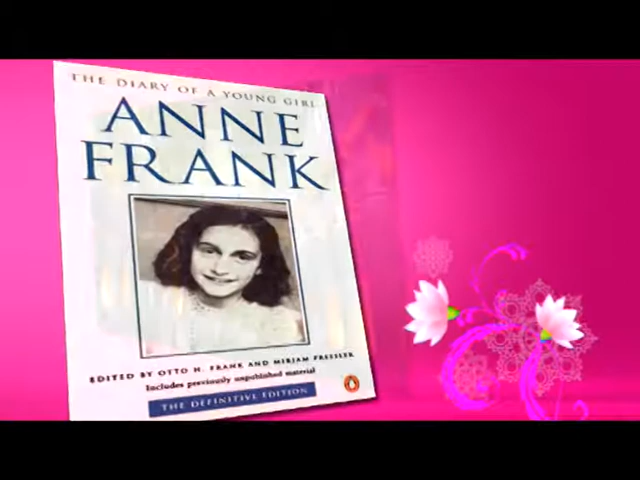 THE DIARY OF A YOUNG GIRL
ANNE
FRANK
EDITED BY OTTO H. FRANK AND MIRJAM PRESSLER
Includes previously unpublished material
THE DEFINITIVE EDITION